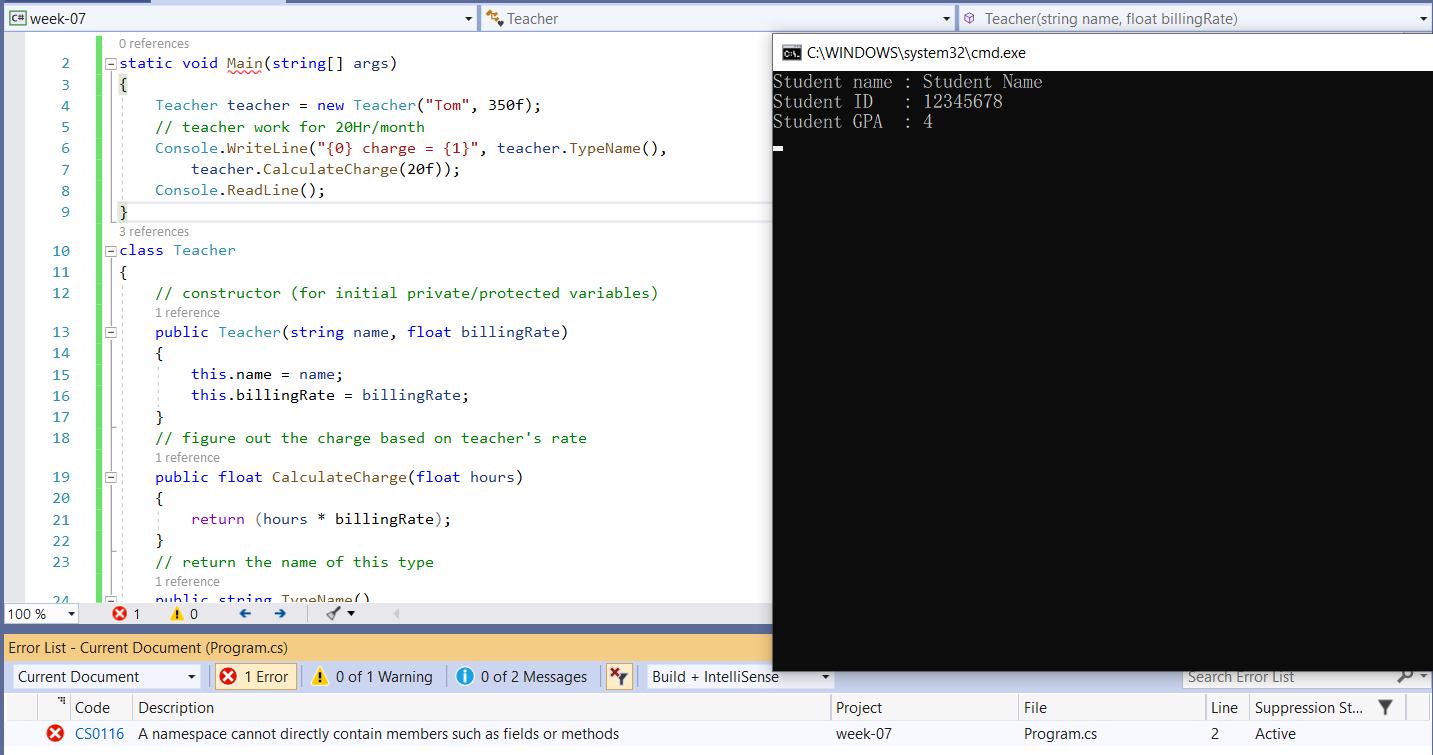 C# week-07
Teacher
Teacher(string name, float billingRate)
0 references
2 static void Main(string[] args)
3 {
4 Teacher teacher = new Teacher("Tom", 350f);
5 // teacher work for 20Hr/month
6 Console.WriteLine("{0} charge = {1}", teacher.TypeName(),
7 teacher.CalculateCharge(20f));
8 Console.ReadLine();
9 }
3 references
10 class Teacher
11 {
12 // constructor (for initial private/protected variables)
1 reference
13 public Teacher(string name, float billingRate)
14 {
15 this.name = name;
16 this.billingRate = billingRate;
17 }
18 // figure out the charge based on teacher's rate
1 reference
19 public float CalculateCharge(float hours)
20 {
21 return (hours * billingRate);
22 }
23 // return the name of this type
1 reference
24 public string TypeName()
C:\WINDOWS\system32\cmd.exe
Student name : Student Name
Student ID   : 12345678
Student GPA  : 4
100 % 1 0
Error List - Current Document (Program.cs)
Current Document 1 Error 0 of 1 Warning 0 of 2 Messages Build + IntelliSense Search Error List
Code Description Project File Line Suppression St...
CS0116 A namespace cannot directly contain members such as fields or methods week-07 Program.cs 2 Active